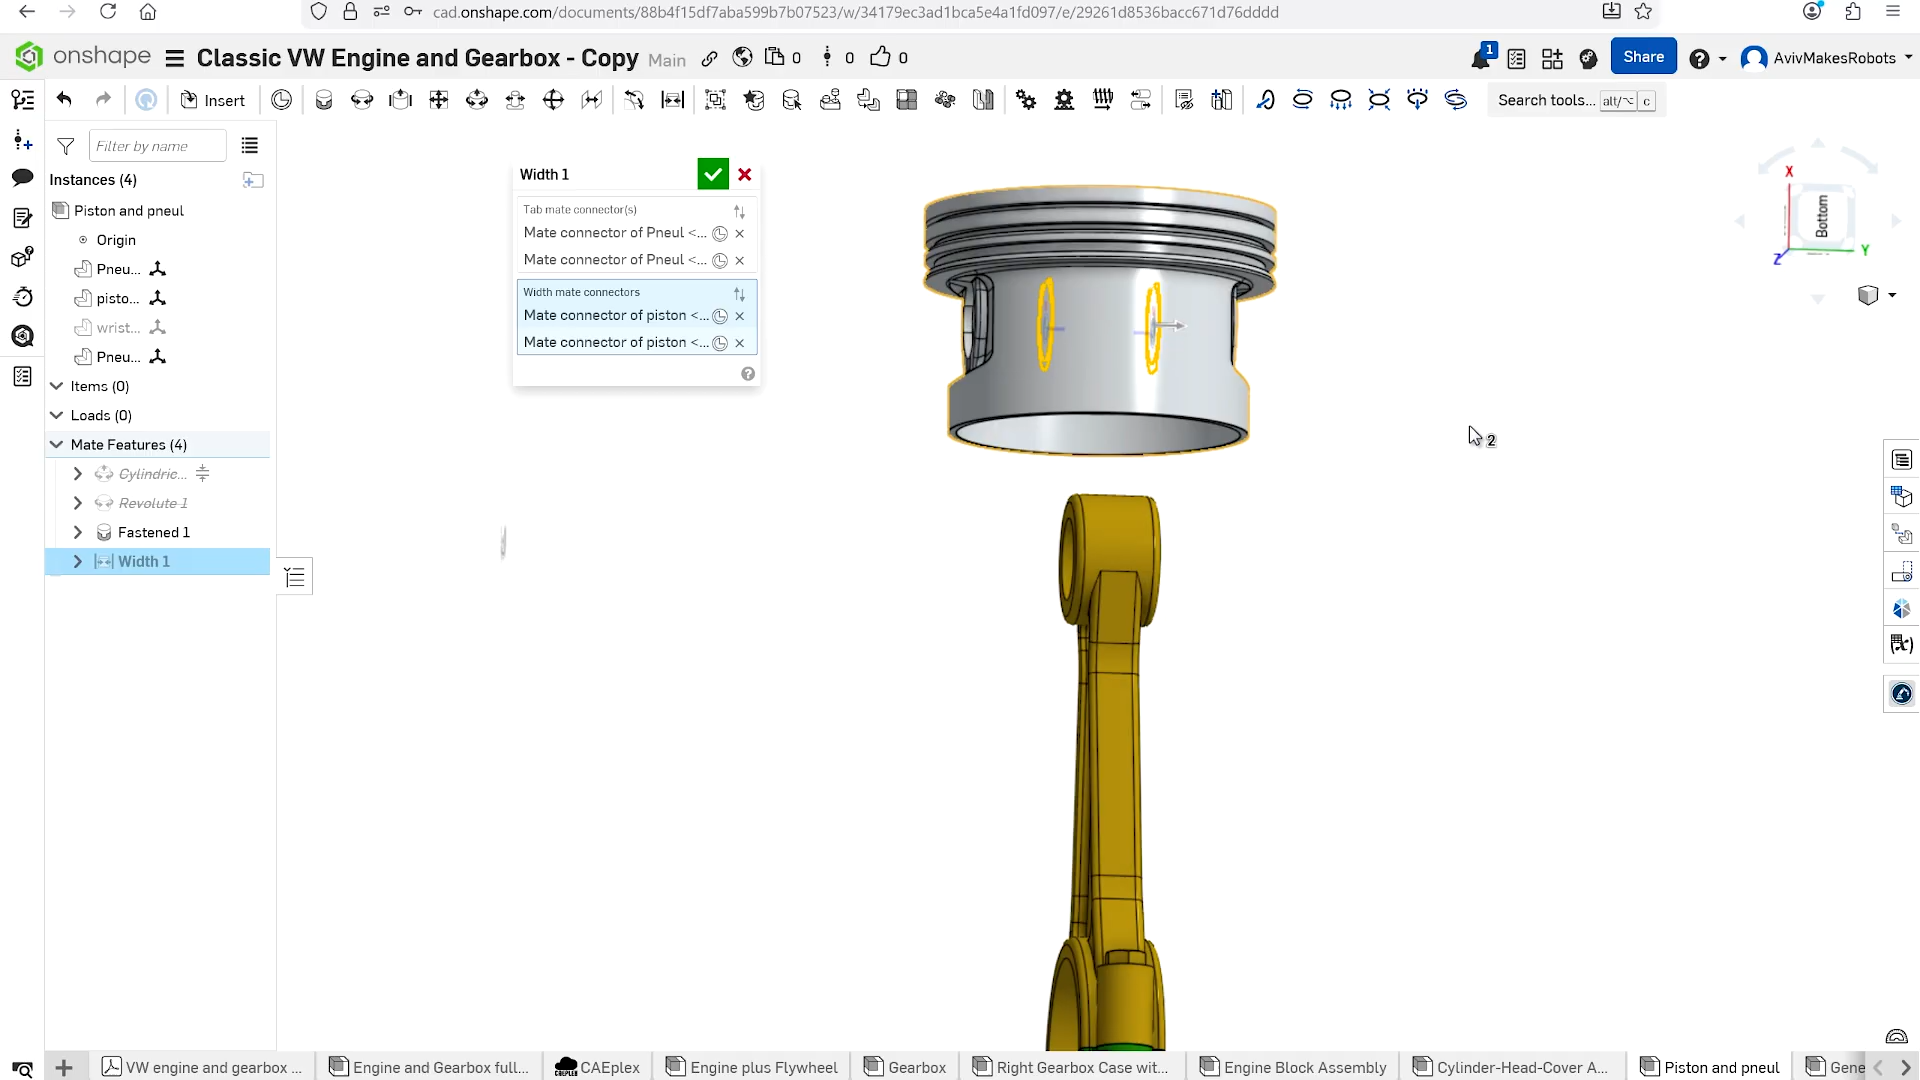 cad.onshape.com/documents/88b4f15df7aba599b7b07523/w/34179ec3ad1bca5e4a1fd097/e/29261d8536bacc671d76dddd
onshape
Classic VW Engine and Gearbox - Copy Main
0
0
0
1
Share
AvivMakesRobots
Insert
Search tools... alt/⌥ c
Filter by name
Instances (4)
Piston and pneul
Origin
Pneu...
pisto...
wrist...
Pneu...
Items (0)
Loads (0)
Mate Features (4)
Cylindric...
Revolute 1
Fastened 1
Width 1
Width 1
Tab mate connector(s)
Mate connector of Pneul <...
Mate connector of Pneul <...
Width mate connectors
Mate connector of piston <...
Mate connector of piston <...
X
Bottom
Y
Z
2
VW engine and gearbox ...
Engine and Gearbox full...
CAEplex
Engine plus Flywheel
Gearbox
Right Gearbox Case wit...
Engine Block Assembly
Cylinder-Head-Cover A...
Piston and pneul
Gene